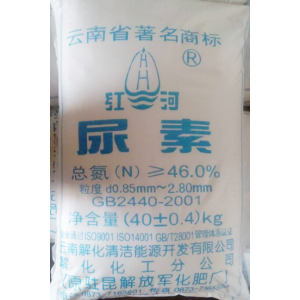 云南省著名商标
®
红河
尿素
总氮（N）≥46.0%
粒度 d0.85mm～2.80mm
GB2440-2001
净含量（40±0.4）kg
云南解化清洁能源开发有限公司
解化化工分公司
（原驻昆解放军化肥厂）